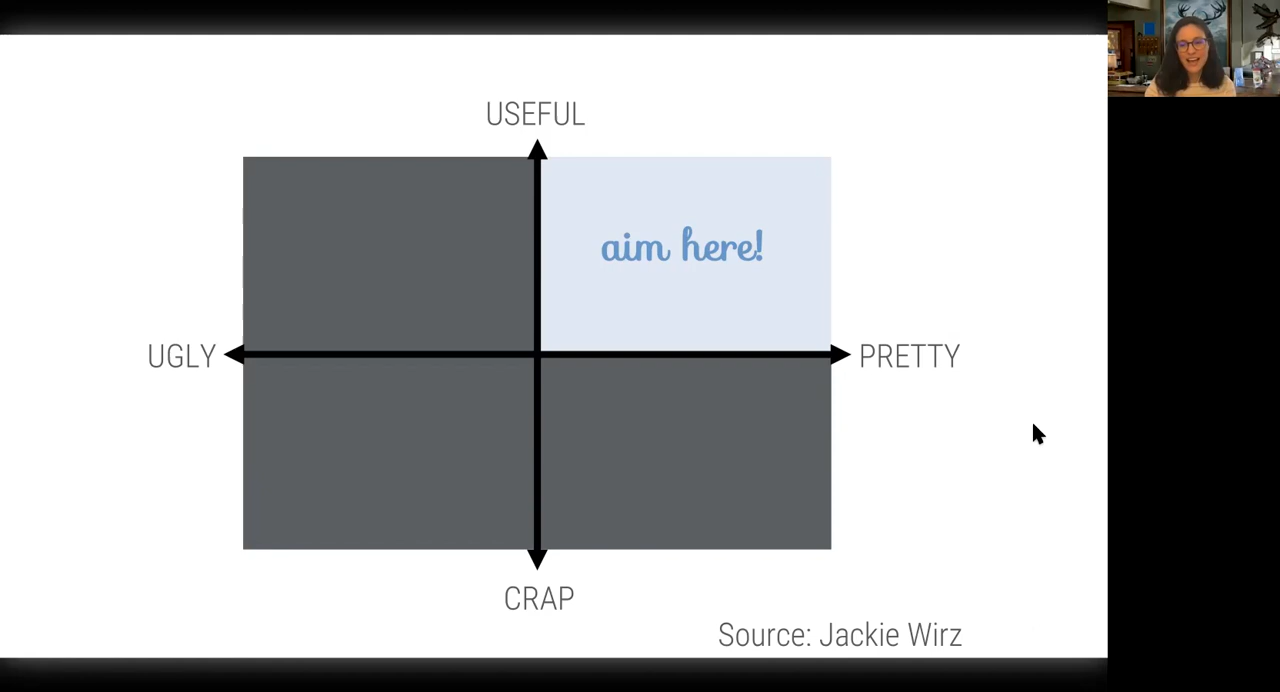 USEFUL
aim here!
UGLY
PRETTY
CRAP
Source: Jackie Wirz